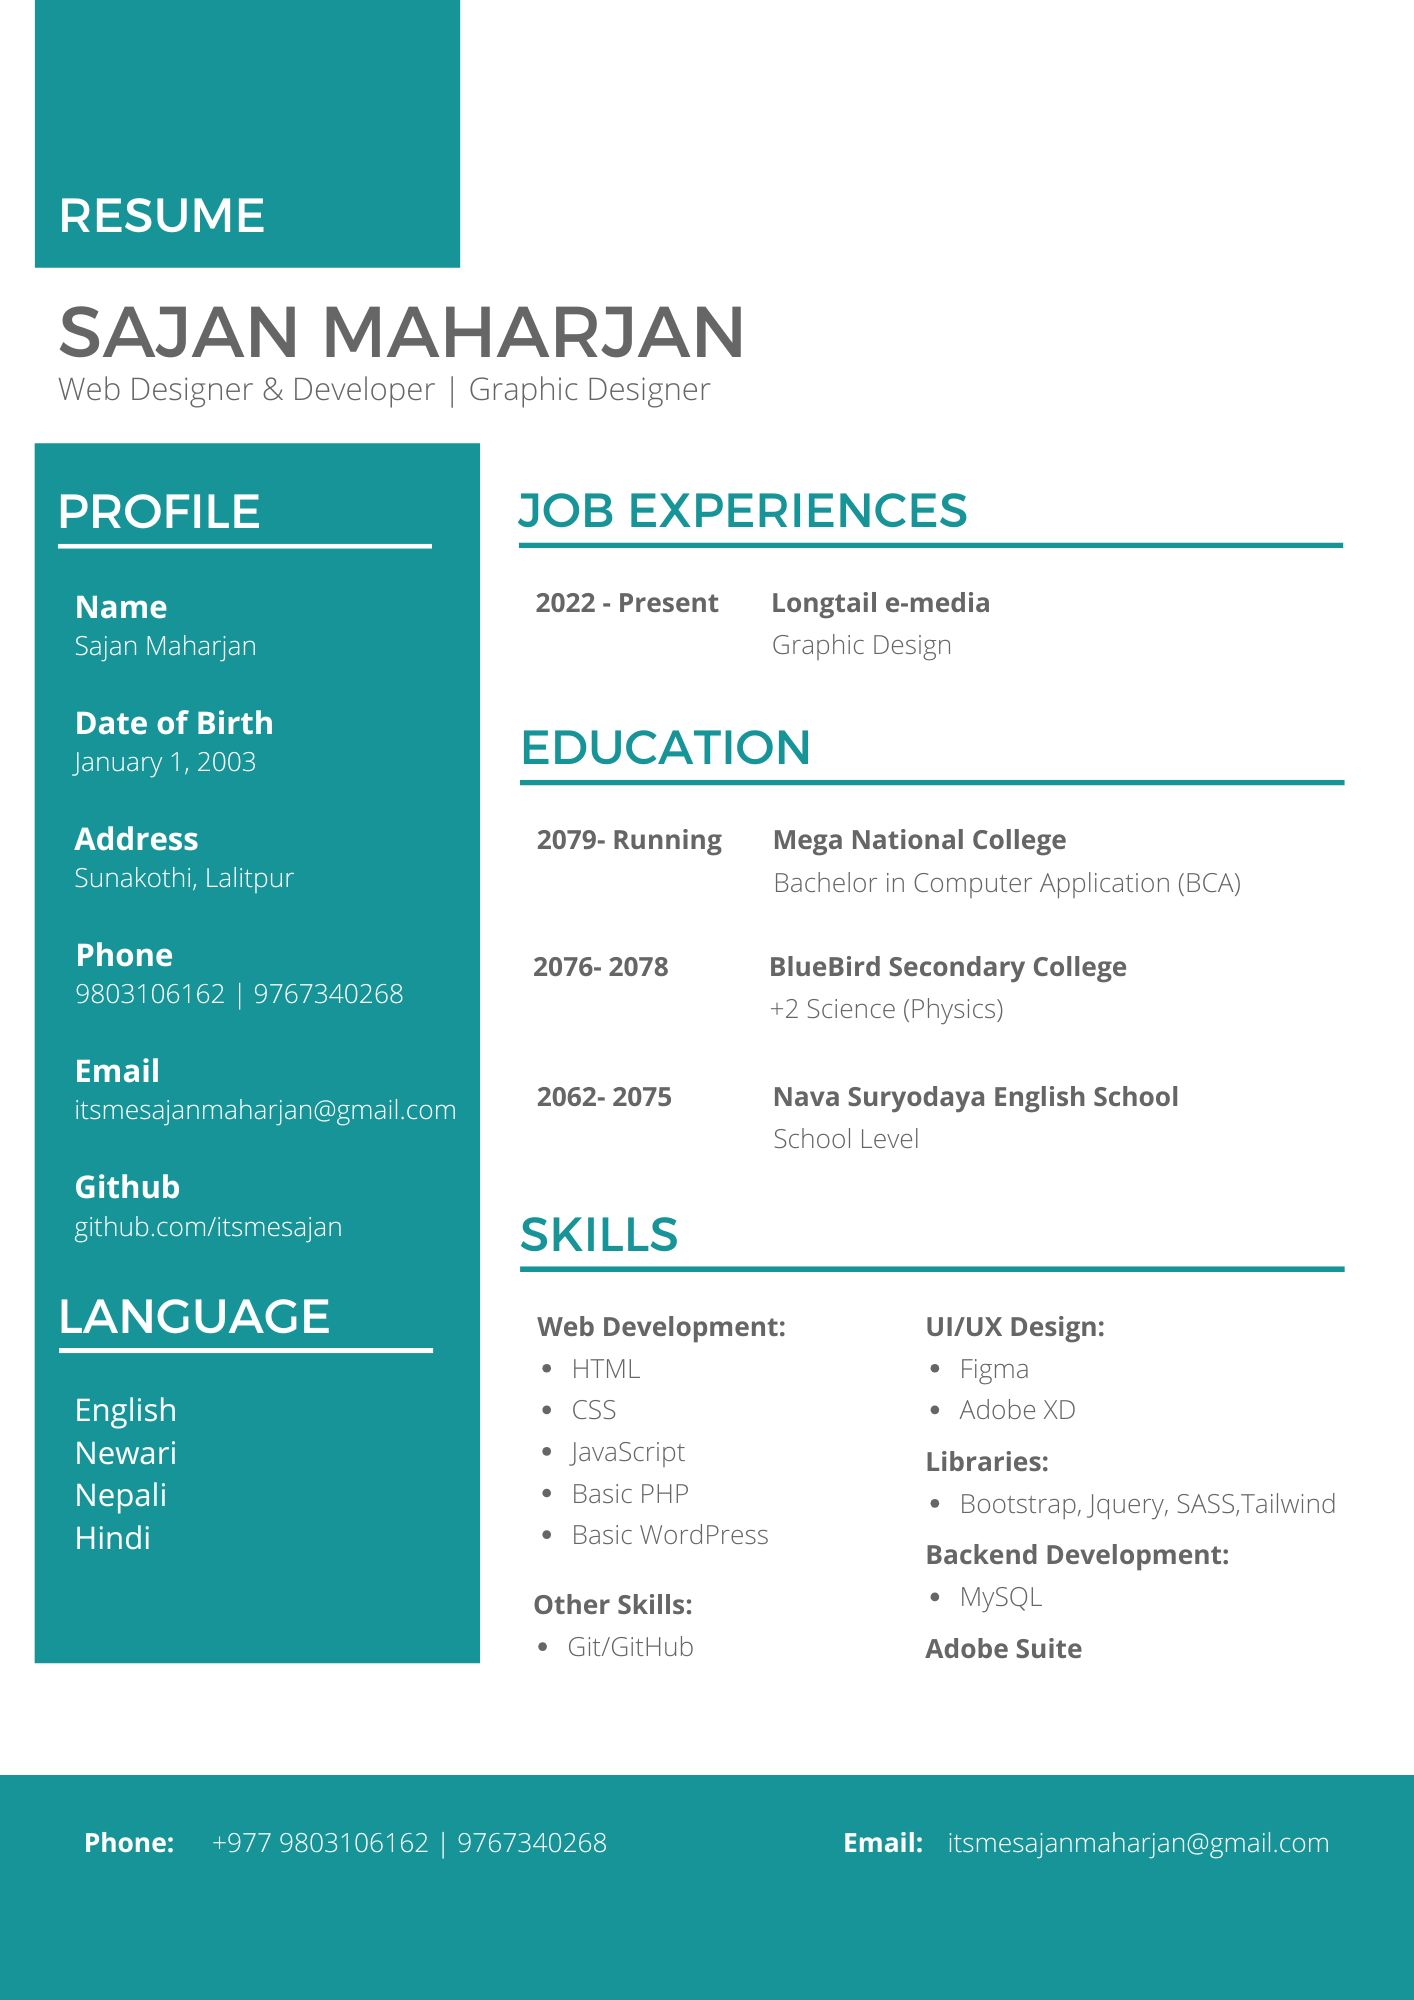 RESUME
SAJAN MAHARJAN
Web Designer & Developer | Graphic Designer
PROFILE
Name
Sajan Maharjan
Date of Birth
January 1, 2003
Address
Sunakothi, Lalitpur
Phone
9803106162 | 9767340268
Email
itsmesajanmaharjan@gmail.com
Github
github.com/itsmesajan
LANGUAGE
English
Newari
Nepali
Hindi
JOB EXPERIENCES
2022 - Present Longtail e-media
Graphic Design
EDUCATION
2079- Running Mega National College
Bachelor in Computer Application (BCA)
2076- 2078 BlueBird Secondary College
+2 Science (Physics)
2062- 2075 Nava Suryodaya English School
School Level
SKILLS
Web Development:
• HTML
• CSS
• JavaScript
• Basic PHP
• Basic WordPress
Other Skills:
• Git/GitHub
UI/UX Design:
• Figma
• Adobe XD
Libraries:
• Bootstrap, Jquery, SASS,Tailwind
Backend Development:
• MySQL
Adobe Suite
Phone: +977 9803106162 | 9767340268
Email: itsmesajanmaharjan@gmail.com